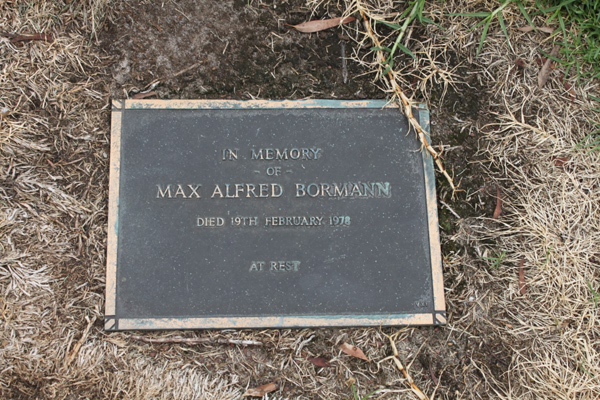 IN MEMORY
OF
MAX ALFRED BORMANN
DIED 19TH FEBRUARY 1978
AT REST